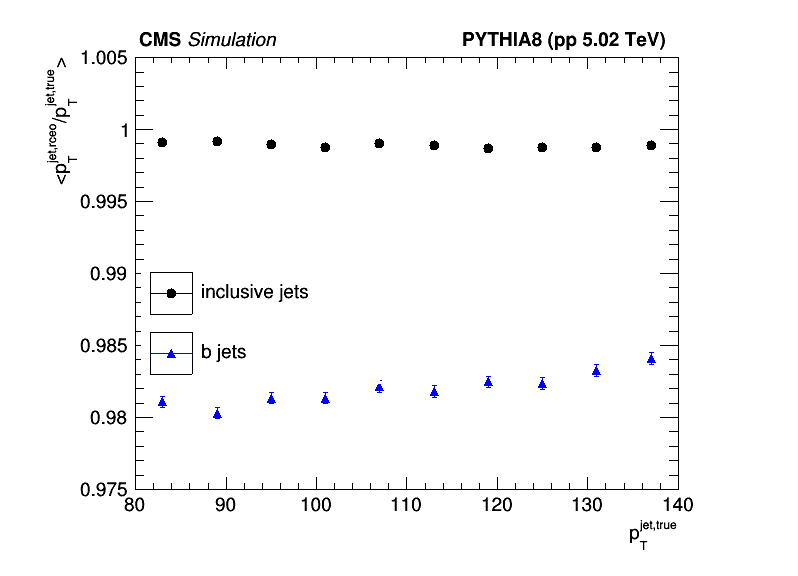 CMS Simulation PYTHIA8 (pp 5.02 TeV)
<p_T^jet,rceo/p_T^jet,true>
1.005
1
0.995
0.99
0.985
0.98
0.975
inclusive jets
b jets
80 90 100 110 120 130 140
p_T^jet,true